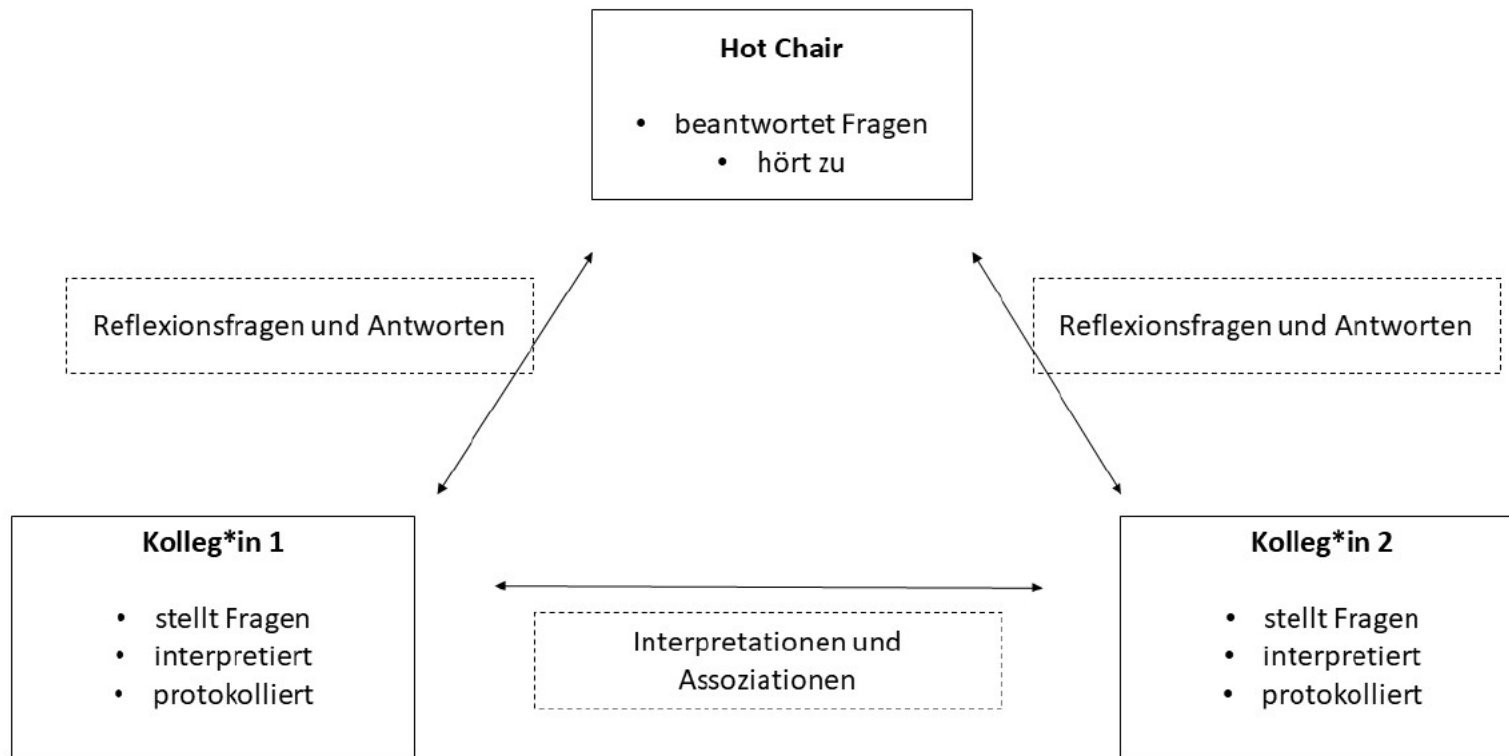 Hot Chair
• beantwortet Fragen
• hört zu
Reflexionsfragen und Antworten
Reflexionsfragen und Antworten
Kolleg*in 1
• stellt Fragen
• interpretiert
• protokolliert
Interpretationen und
Assoziationen
Kolleg*in 2
• stellt Fragen
• interpretiert
• protokolliert